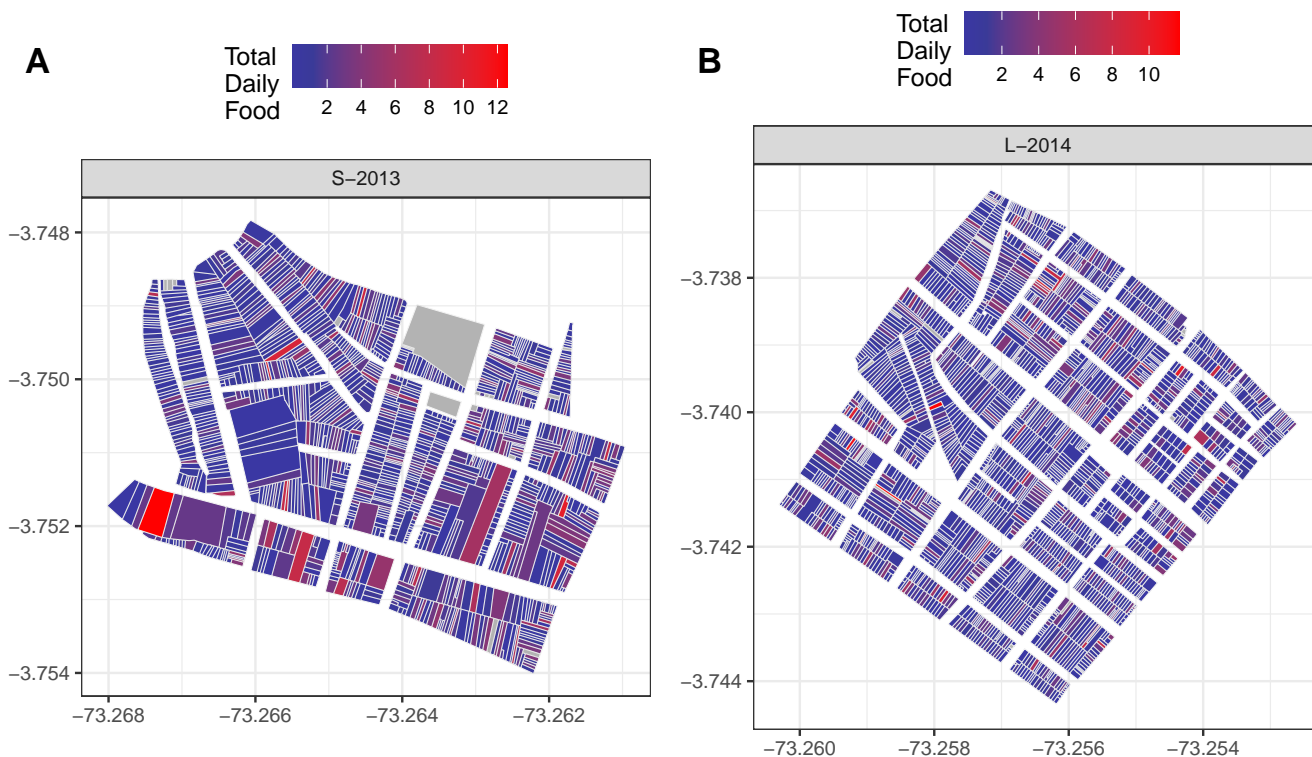 A
Total
Daily
Food
2 4 6 8 10 12
S−2013
−3.748
−3.750
−3.752
−3.754
−73.268 −73.266 −73.264 −73.262
B
Total
Daily
Food
2 4 6 8 10
L−2014
−3.738
−3.740
−3.742
−3.744
−73.260 −73.258 −73.256 −73.254